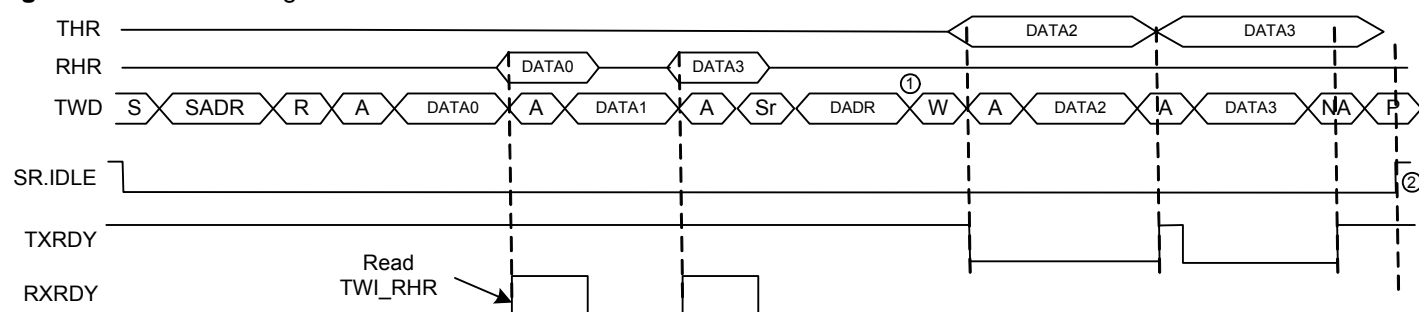 THR DATA2 DATA3
RHR DATA0 DATA3
TWD S SADR R A DATA0 A DATA1 A Sr DADR ① W A DATA2 A DATA3 NA P
SR.IDLE ②
TXRDY
Read
TWI_RHR
RXRDY